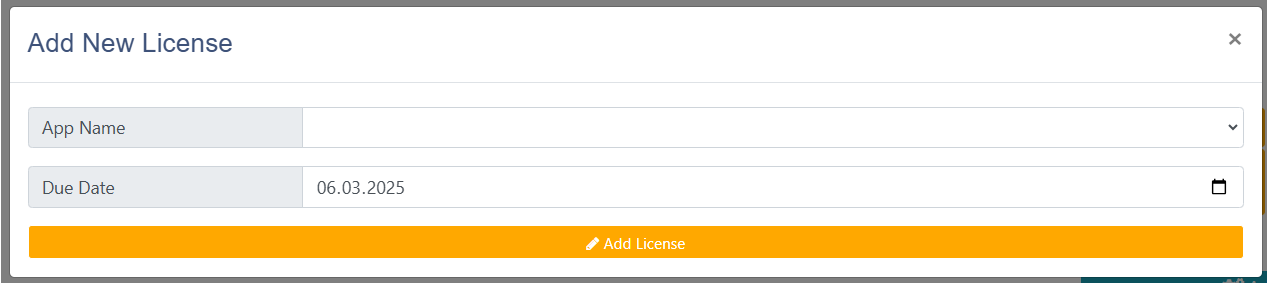 Add New License
×
App Name
Due Date 06.03.2025
Add License